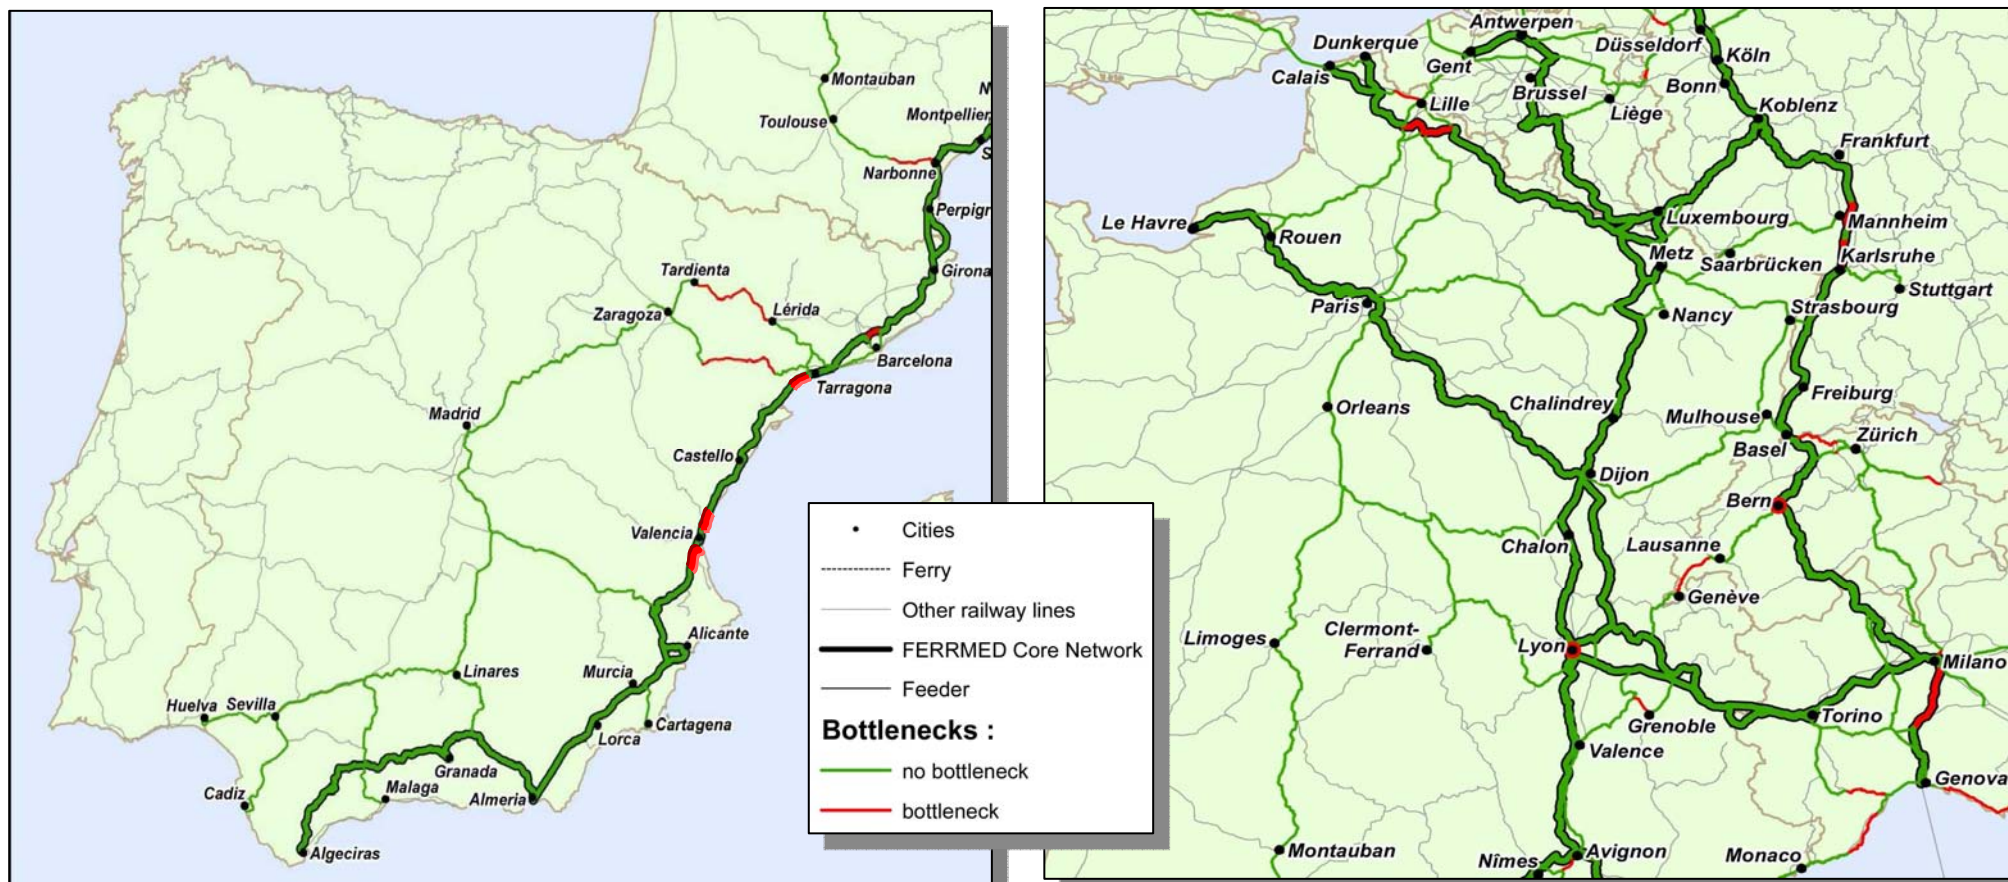 Montauban
Toulouse
Montpellier
Narbonne
Perpigr
Girona
Tardienta
Zaragoza
Lérida
Barcelona
Tarragona
Madrid
Castello
Valencia
Alicante
Murcia
Linares
Huelva
Sevilla
Cartagena
Lorca
Granada
Cadíz
Malaga
Almeria
Algeciras
Cities
Ferry
Other railway lines
FERRMED Core Network
Feeder
Bottlenecks :
no bottleneck
bottleneck
Antwerpen
Dunkerque
Düsseldorf
Gent
Köln
Calais
Brussel
Bonn
Lille
Liège
Koblenz
Frankfurt
Le Havre
Rouen
Luxembourg
Mannheim
Metz
Saarbrücken
Karlsruhe
Stuttgart
Paris
Nancy
Strasbourg
Orleans
Chalindrey
Freiburg
Mulhouse
Basel
Zürich
Dijon
Bern
Chalon
Lausanne
Genève
Limoges
Clermont-
Ferrand
Lyon
Milano
Grenoble
Torino
Valence
Genova
Montauban
Nîmes
Avignon
Monaco